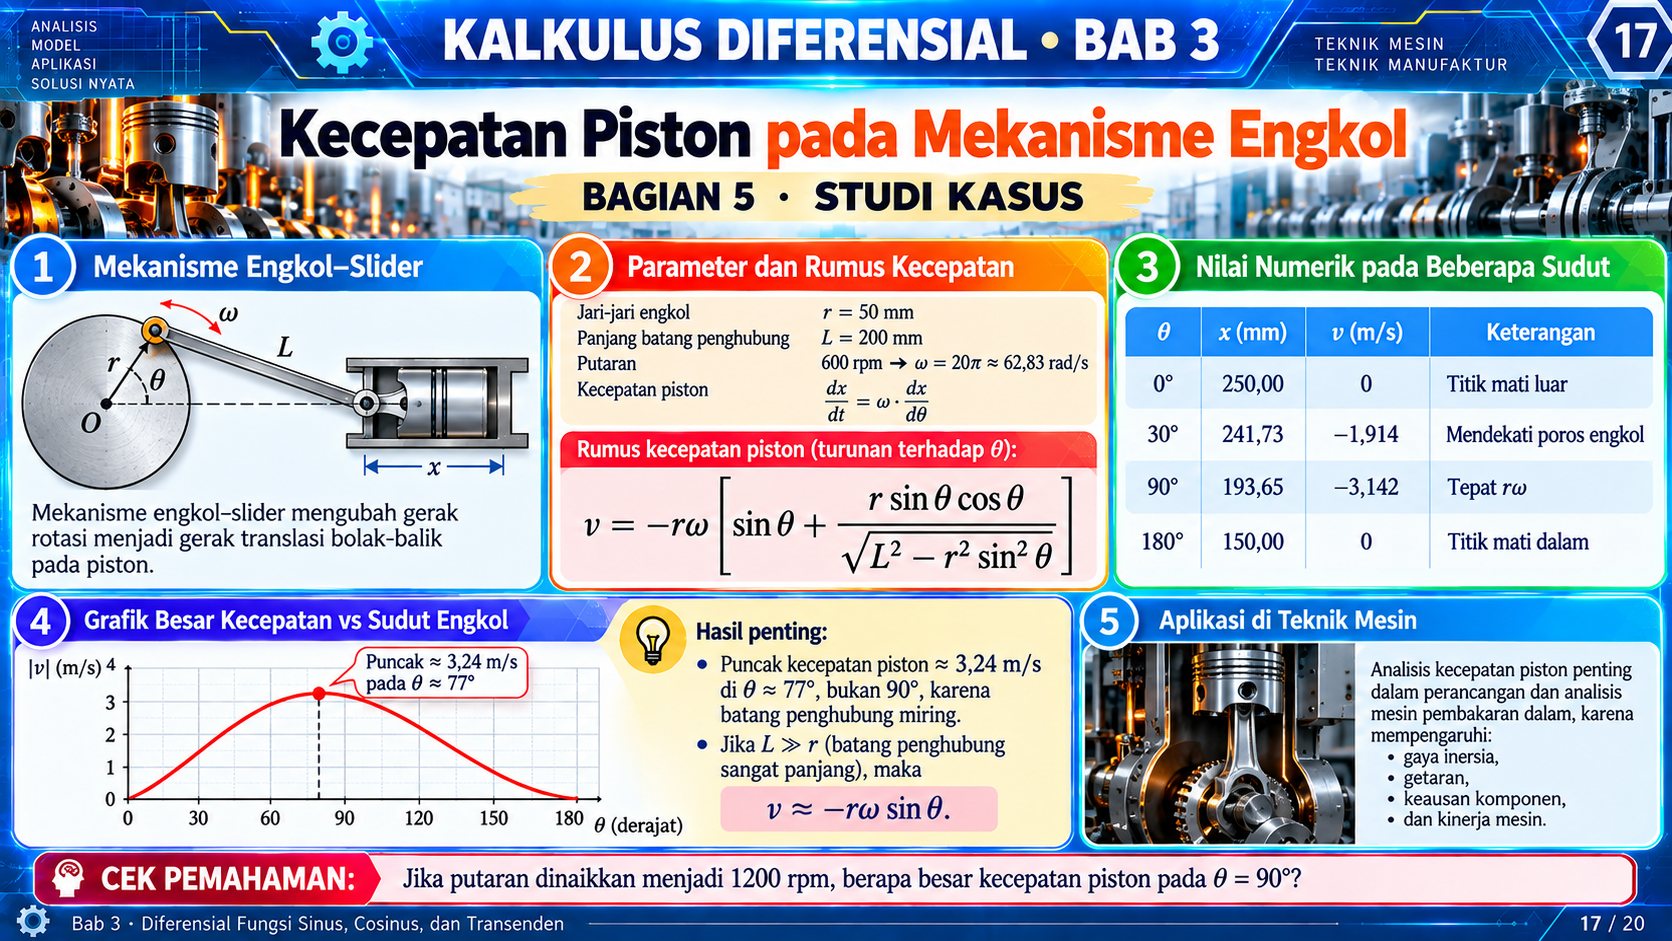 ANALISIS
MODEL
APLIKASI
SOLUSI NYATA
KALKULUS DIFERENSIAL • BAB 3
TEKNIK MESIN
TEKNIK MANUFAKTUR
17
Kecepatan Piston pada Mekanisme Engkol
BAGIAN 5 · STUDI KASUS
1 Mekanisme Engkol–Slider
ω
L
r
θ
O
x
Mekanisme engkol–slider mengubah gerak
rotasi menjadi gerak translasi bolak-balik
pada piston.
2 Parameter dan Rumus Kecepatan
Jari-jari engkol r = 50 mm
Panjang batang penghubung L = 200 mm
Putaran 600 rpm → ω = 20π ≈ 62,83 rad/s
Kecepatan piston dx/dt = ω · dx/dθ
Rumus kecepatan piston (turunan terhadap θ):
v = −rω [ sin θ + r sin θ cos θ / √(L² − r² sin² θ) ]
3 Nilai Numerik pada Beberapa Sudut
θ x (mm) v (m/s) Keterangan
0° 250,00 0 Titik mati luar
30° 241,73 −1,914 Mendekati poros engkol
90° 193,65 −3,142 Tepat rω
180° 150,00 0 Titik mati dalam
4 Grafik Besar Kecepatan vs Sudut Engkol
|v| (m/s)
4
3
2
1
0
Puncak ≈ 3,24 m/s
pada θ ≈ 77°
0 30 60 90 120 150 180 θ (derajat)
Hasil penting:
• Puncak kecepatan piston ≈ 3,24 m/s
di θ ≈ 77°, bukan 90°, karena
batang penghubung miring.
• Jika L ≫ r (batang penghubung
sangat panjang), maka
v ≈ −rω sin θ.
5 Aplikasi di Teknik Mesin
Analisis kecepatan piston penting
dalam perancangan dan analisis
mesin pembakaran dalam, karena
mempengaruhi:
• gaya inersia,
• getaran,
• keausan komponen,
• dan kinerja mesin.
CEK PEMAHAMAN: Jika putaran dinaikkan menjadi 1200 rpm, berapa besar kecepatan piston pada θ = 90°?
Bab 3 · Diferensial Fungsi Sinus, Cosinus, dan Transenden
17 / 20